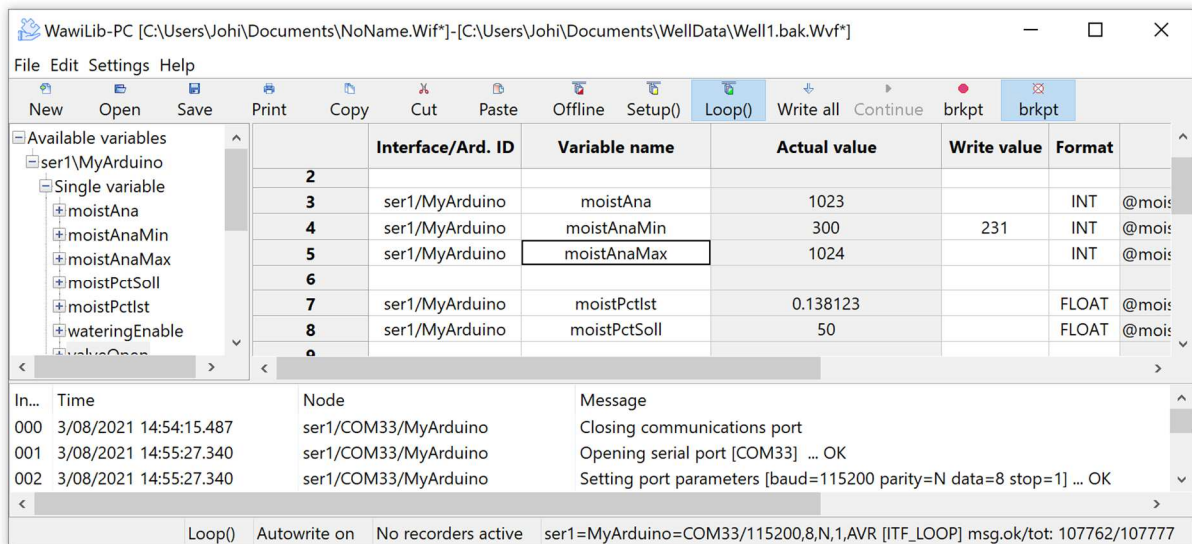 WawiLib-PC [C:\Users\Johi\Documents\NoName.Wif*]-[C:\Users\Johi\Documents\WellData\Well1.bak.Wvf*]
File Edit Settings Help
New Open Save Print Copy Cut Paste Offline Setup() Loop() Write all Continue brkpt brkpt
Available variables
ser1\MyArduino
Single variable
moistAna
moistAnaMin
moistAnaMax
moistPctSoll
moistPctIst
wateringEnable
valveOpen
Interface/Ard. ID Variable name Actual value Write value Format
2
3 ser1/MyArduino moistAna 1023 INT @mois
4 ser1/MyArduino moistAnaMin 300 231 INT @mois
5 ser1/MyArduino moistAnaMax 1024 INT @mois
6
7 ser1/MyArduino moistPctIst 0.138123 FLOAT @mois
8 ser1/MyArduino moistPctSoll 50 FLOAT @mois
9
In... Time Node Message
000 3/08/2021 14:54:15.487 ser1/COM33/MyArduino Closing communications port
001 3/08/2021 14:55:27.340 ser1/COM33/MyArduino Opening serial port [COM33] ... OK
002 3/08/2021 14:55:27.340 ser1/COM33/MyArduino Setting port parameters [baud=115200 parity=N data=8 stop=1] ... OK
Loop() Autowrite on No recorders active ser1=MyArduino=COM33/115200,8,N,1,AVR [ITF_LOOP] msg.ok/tot: 107762/107777